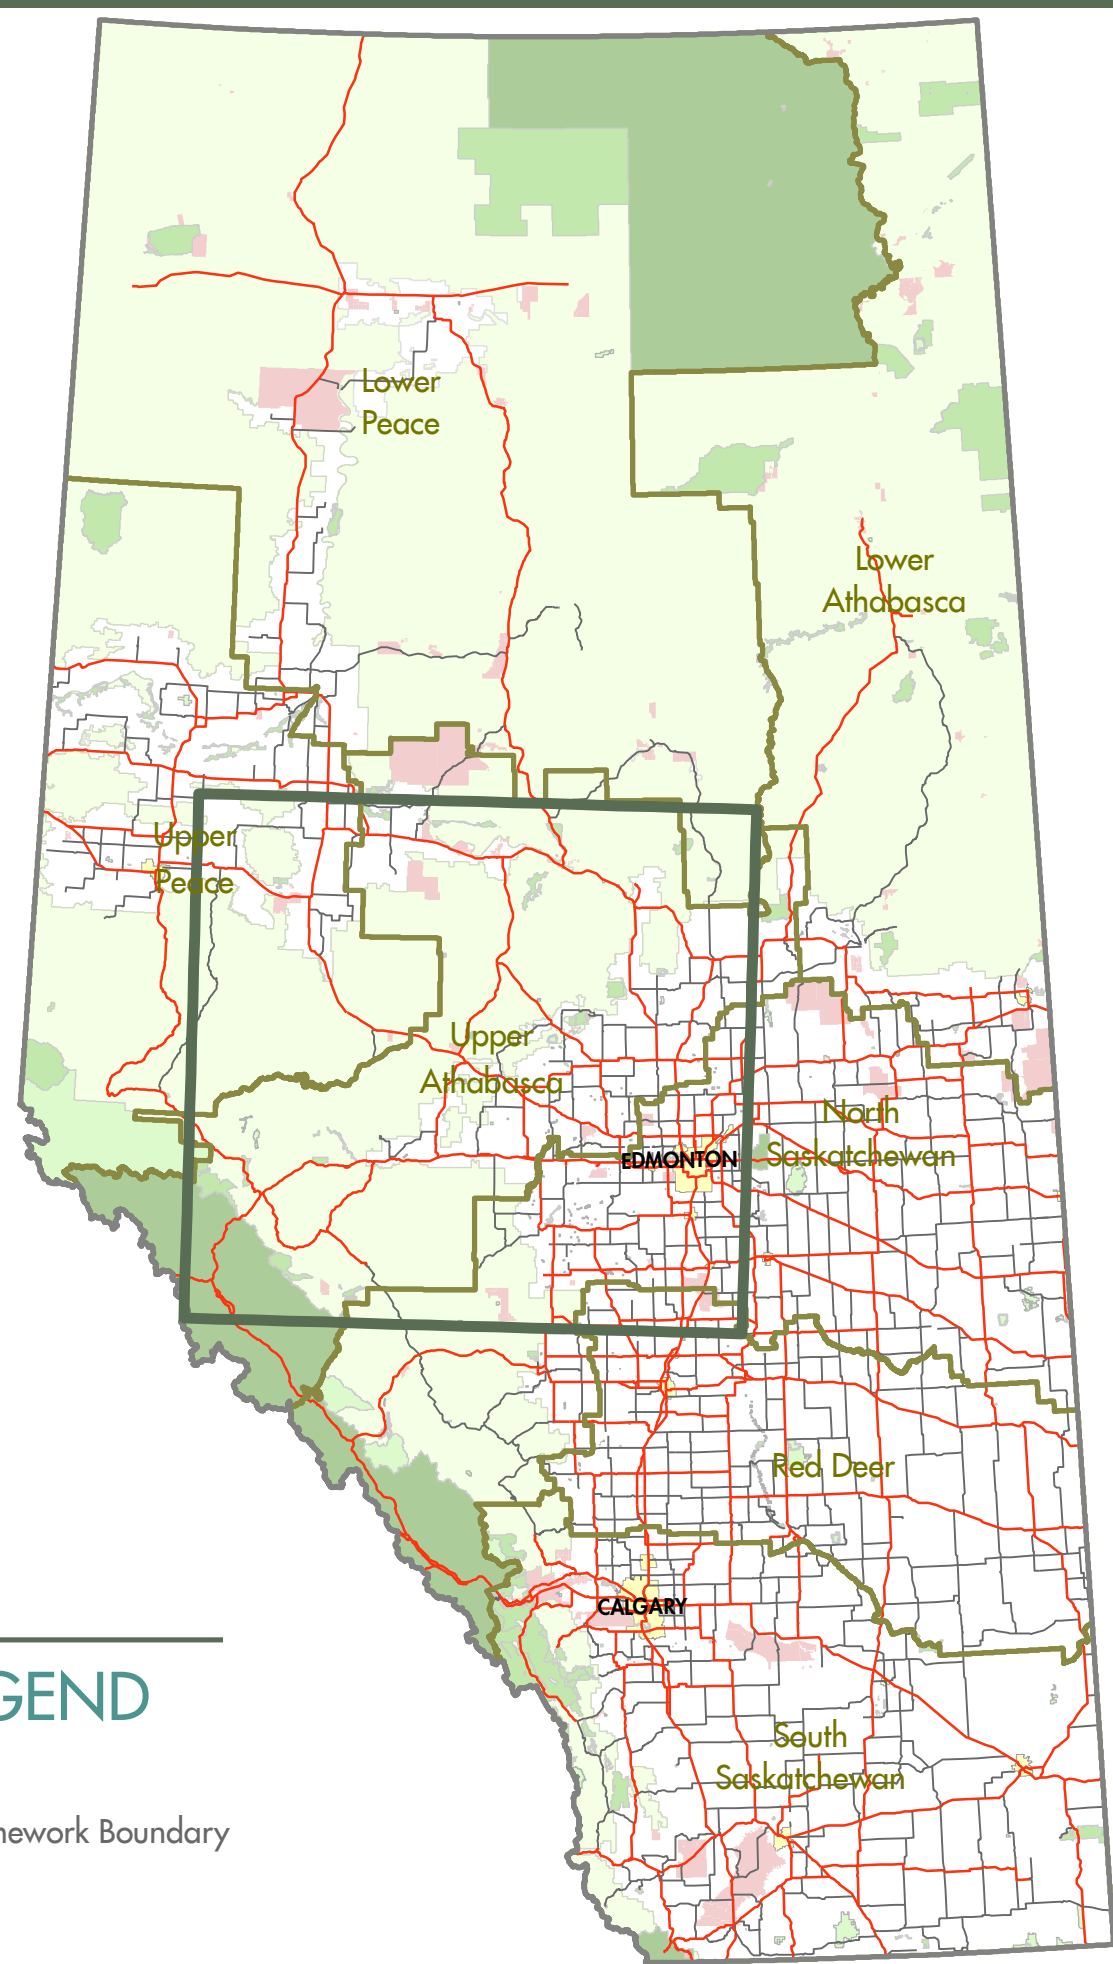 Lower
Peace
Lower
Athabasca
Upper
Peace
Upper
Athabasca
North
Saskatchewan
EDMONTON
Red Deer
CALGARY
GEND
South
Saskatchewan
nework Boundary